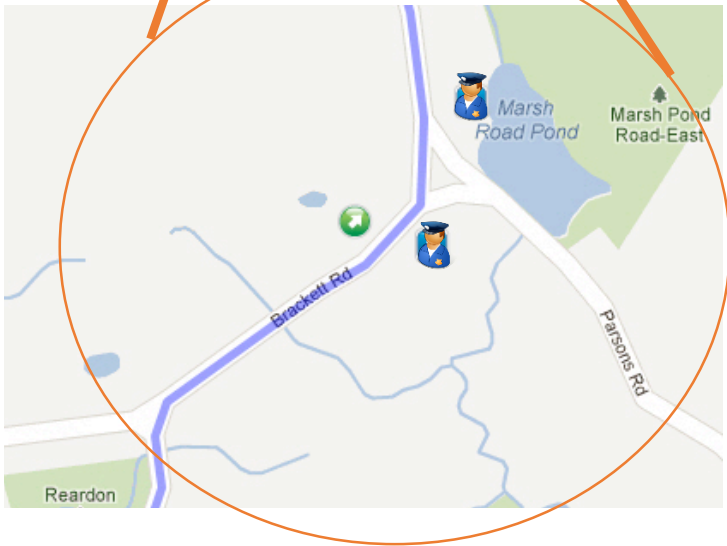 Marsh
Road Pond
Marsh Pond
Road-East
Brackett Rd
Parsons Rd
Reardon